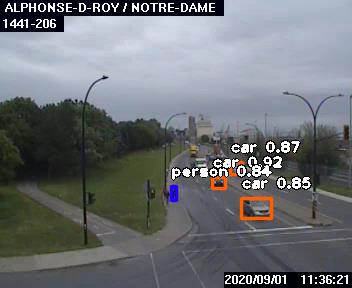 ALPHONSE-D-ROY / NOTRE-DAME
1441-206
car 0.87
car 0.92
person 0.84
car 0.85
2020/09/01 11:36:21